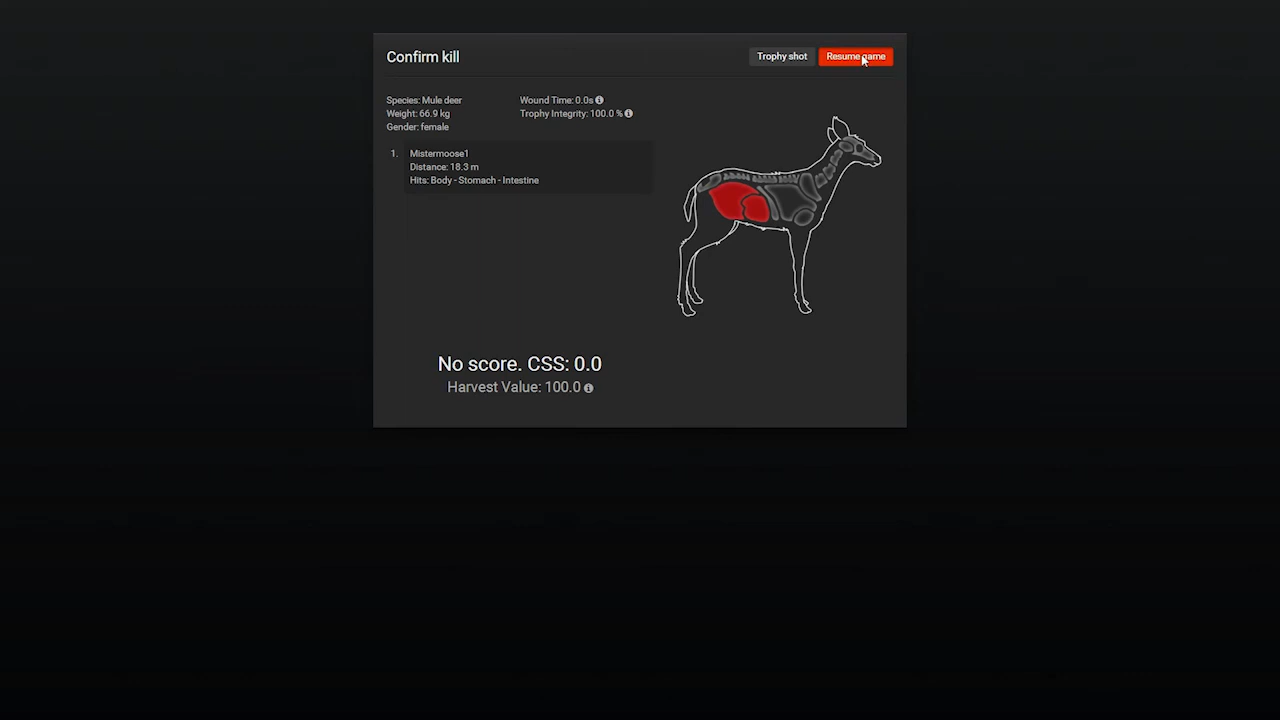 Confirm kill
Trophy shot
Resume game
Species: Mule deer
Weight: 66.9 kg
Gender: female
Wound Time: 0.0s
Trophy Integrity: 100.0 %
1. Mistermoose1
Distance: 18.3 m
Hits: Body - Stomach - Intestine
No score. CSS: 0.0
Harvest Value: 100.0